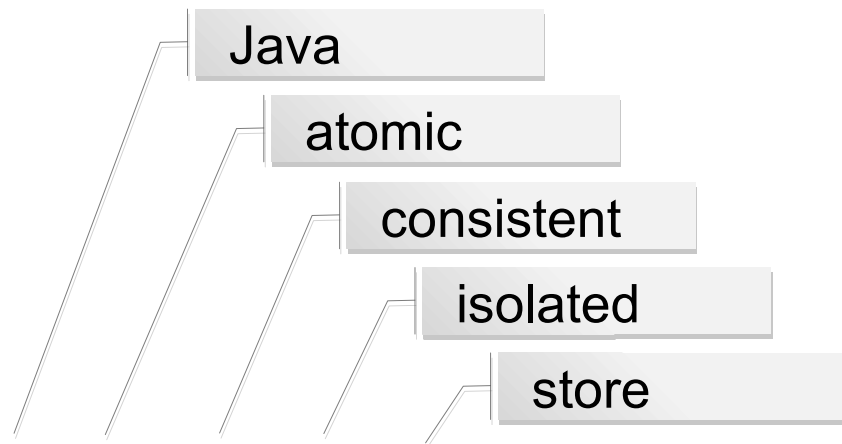 Java
atomic
consistent
isolated
store